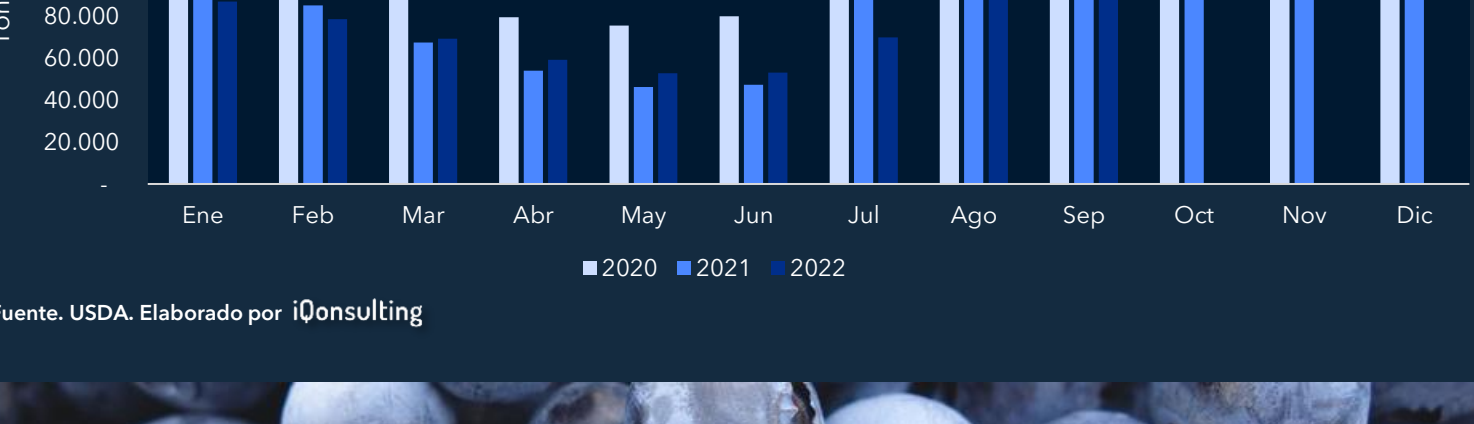 80.000
60.000
40.000
20.000
-
Ene Feb Mar Abr May Jun Jul Ago Sep Oct Nov Dic
2020 2021 2022
Fuente. USDA. Elaborado por iQonsulting